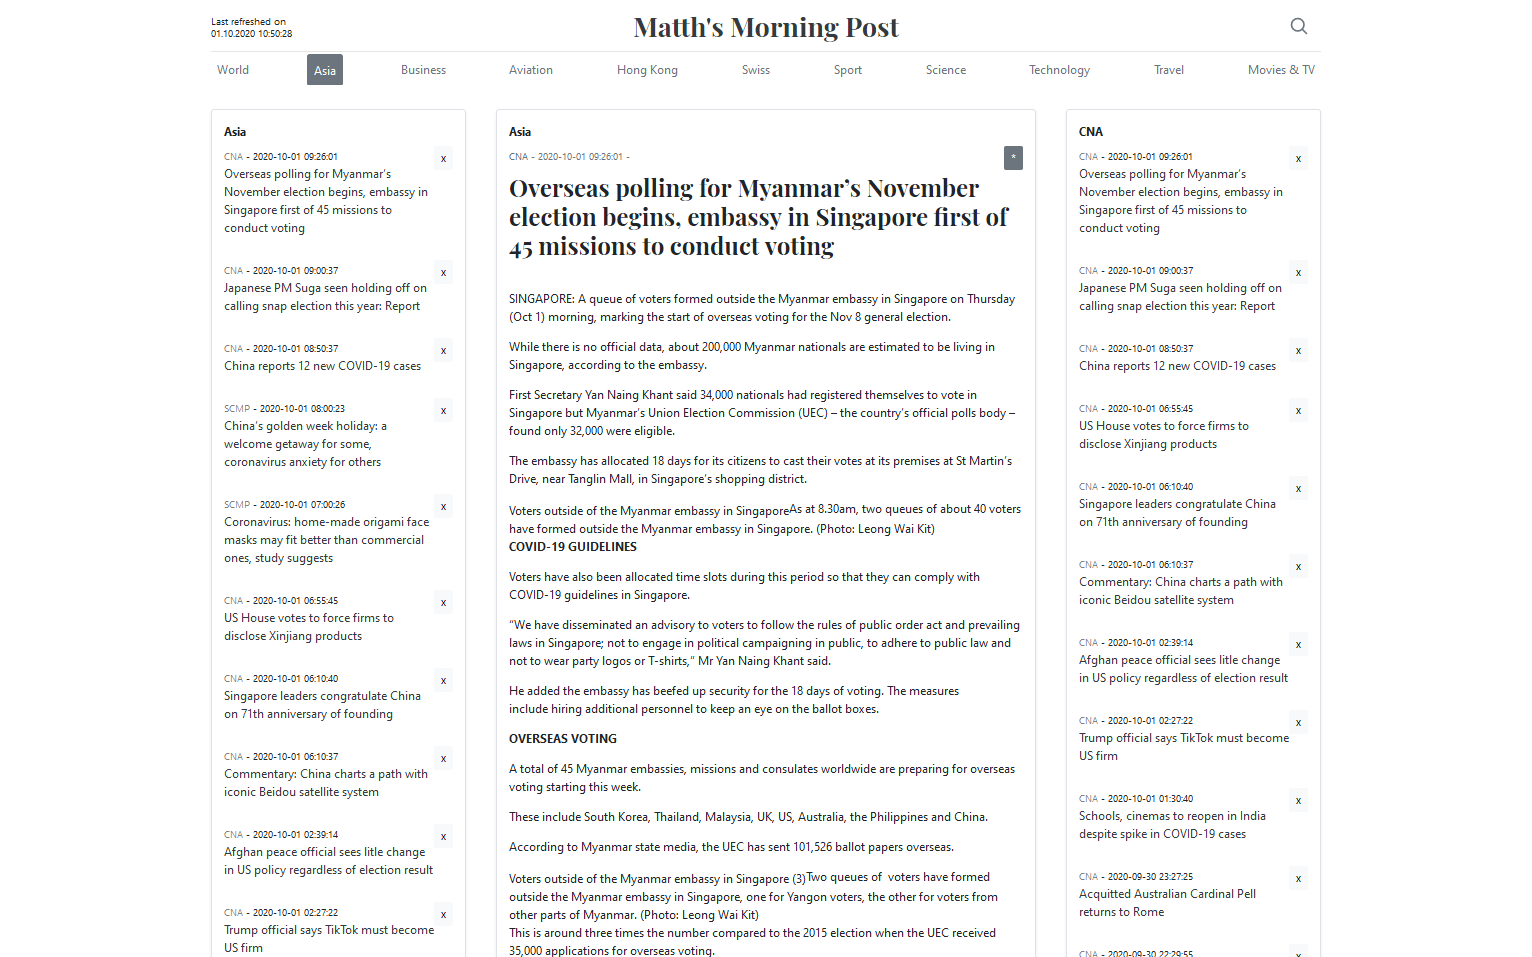 Last refreshed on
01.10.2020 10:50:28
Matth's Morning Post
World
Asia
Business
Aviation
Hong Kong
Swiss
Sport
Science
Technology
Travel
Movies & TV
Asia
CNA - 2020-10-01 09:26:01
x
Overseas polling for Myanmar’s
November election begins, embassy in
Singapore first of 45 missions to
conduct voting
CNA - 2020-10-01 09:00:37
x
Japanese PM Suga seen holding off on
calling snap election this year: Report
CNA - 2020-10-01 08:50:37
x
China reports 12 new COVID-19 cases
SCMP - 2020-10-01 08:00:23
x
China’s golden week holiday: a
welcome getaway for some,
coronavirus anxiety for others
SCMP - 2020-10-01 07:00:26
x
Coronavirus: home-made origami face
masks may fit better than commercial
ones, study suggests
CNA - 2020-10-01 06:55:45
x
US House votes to force firms to
disclose Xinjiang products
CNA - 2020-10-01 06:10:40
x
Singapore leaders congratulate China
on 71th anniversary of founding
CNA - 2020-10-01 06:10:37
x
Commentary: China charts a path with
iconic Beidou satellite system
CNA - 2020-10-01 02:39:14
x
Afghan peace official sees litle change
in US policy regardless of election result
CNA - 2020-10-01 02:27:22
x
Trump official says TikTok must become
US firm
Asia
CNA - 2020-10-01 09:26:01 -
*
Overseas polling for Myanmar’s November
election begins, embassy in Singapore first of
45 missions to conduct voting
SINGAPORE: A queue of voters formed outside the Myanmar embassy in Singapore on Thursday
(Oct 1) morning, marking the start of overseas voting for the Nov 8 general election.
While there is no official data, about 200,000 Myanmar nationals are estimated to be living in
Singapore, according to the embassy.
First Secretary Yan Naing Khant said 34,000 nationals had registered themselves to vote in
Singapore but Myanmar’s Union Election Commission (UEC) – the country’s official polls body –
found only 32,000 were eligible.
The embassy has allocated 18 days for its citizens to cast their votes at its premises at St Martin’s
Drive, near Tanglin Mall, in Singapore’s shopping district.
Voters outside of the Myanmar embassy in SingaporeAs at 8.30am, two queues of about 40 voters
have formed outside the Myanmar embassy in Singapore. (Photo: Leong Wai Kit)
COVID-19 GUIDELINES
Voters have also been allocated time slots during this period so that they can comply with
COVID-19 guidelines in Singapore.
“We have disseminated an advisory to voters to follow the rules of public order act and prevailing
laws in Singapore; not to engage in political campaigning in public, to adhere to public law and
not to wear party logos or T-shirts,” Mr Yan Naing Khant said.
He added the embassy has beefed up security for the 18 days of voting. The measures
include hiring additional personnel to keep an eye on the ballot boxes.
OVERSEAS VOTING
A total of 45 Myanmar embassies, missions and consulates worldwide are preparing for overseas
voting starting this week.
These include South Korea, Thailand, Malaysia, UK, US, Australia, the Philippines and China.
According to Myanmar state media, the UEC has sent 101,526 ballot papers overseas.
Voters outside of the Myanmar embassy in Singapore (3)Two queues of  voters have formed
outside the Myanmar embassy in Singapore, one for Yangon voters, the other for voters from
other parts of Myanmar. (Photo: Leong Wai Kit)
This is around three times the number compared to the 2015 election when the UEC received
35,000 applications for overseas voting.
CNA
CNA - 2020-10-01 09:26:01
x
Overseas polling for Myanmar’s
November election begins, embassy in
Singapore first of 45 missions to
conduct voting
CNA - 2020-10-01 09:00:37
x
Japanese PM Suga seen holding off on
calling snap election this year: Report
CNA - 2020-10-01 08:50:37
x
China reports 12 new COVID-19 cases
CNA - 2020-10-01 06:55:45
x
US House votes to force firms to
disclose Xinjiang products
CNA - 2020-10-01 06:10:40
x
Singapore leaders congratulate China
on 71th anniversary of founding
CNA - 2020-10-01 06:10:37
x
Commentary: China charts a path with
iconic Beidou satellite system
CNA - 2020-10-01 02:39:14
x
Afghan peace official sees litle change
in US policy regardless of election result
CNA - 2020-10-01 02:27:22
x
Trump official says TikTok must become
US firm
CNA - 2020-10-01 01:30:40
x
Schools, cinemas to reopen in India
despite spike in COVID-19 cases
CNA - 2020-09-30 23:27:25
x
Acquitted Australian Cardinal Pell
returns to Rome
CNA - 2020-09-30 22:29:55
x